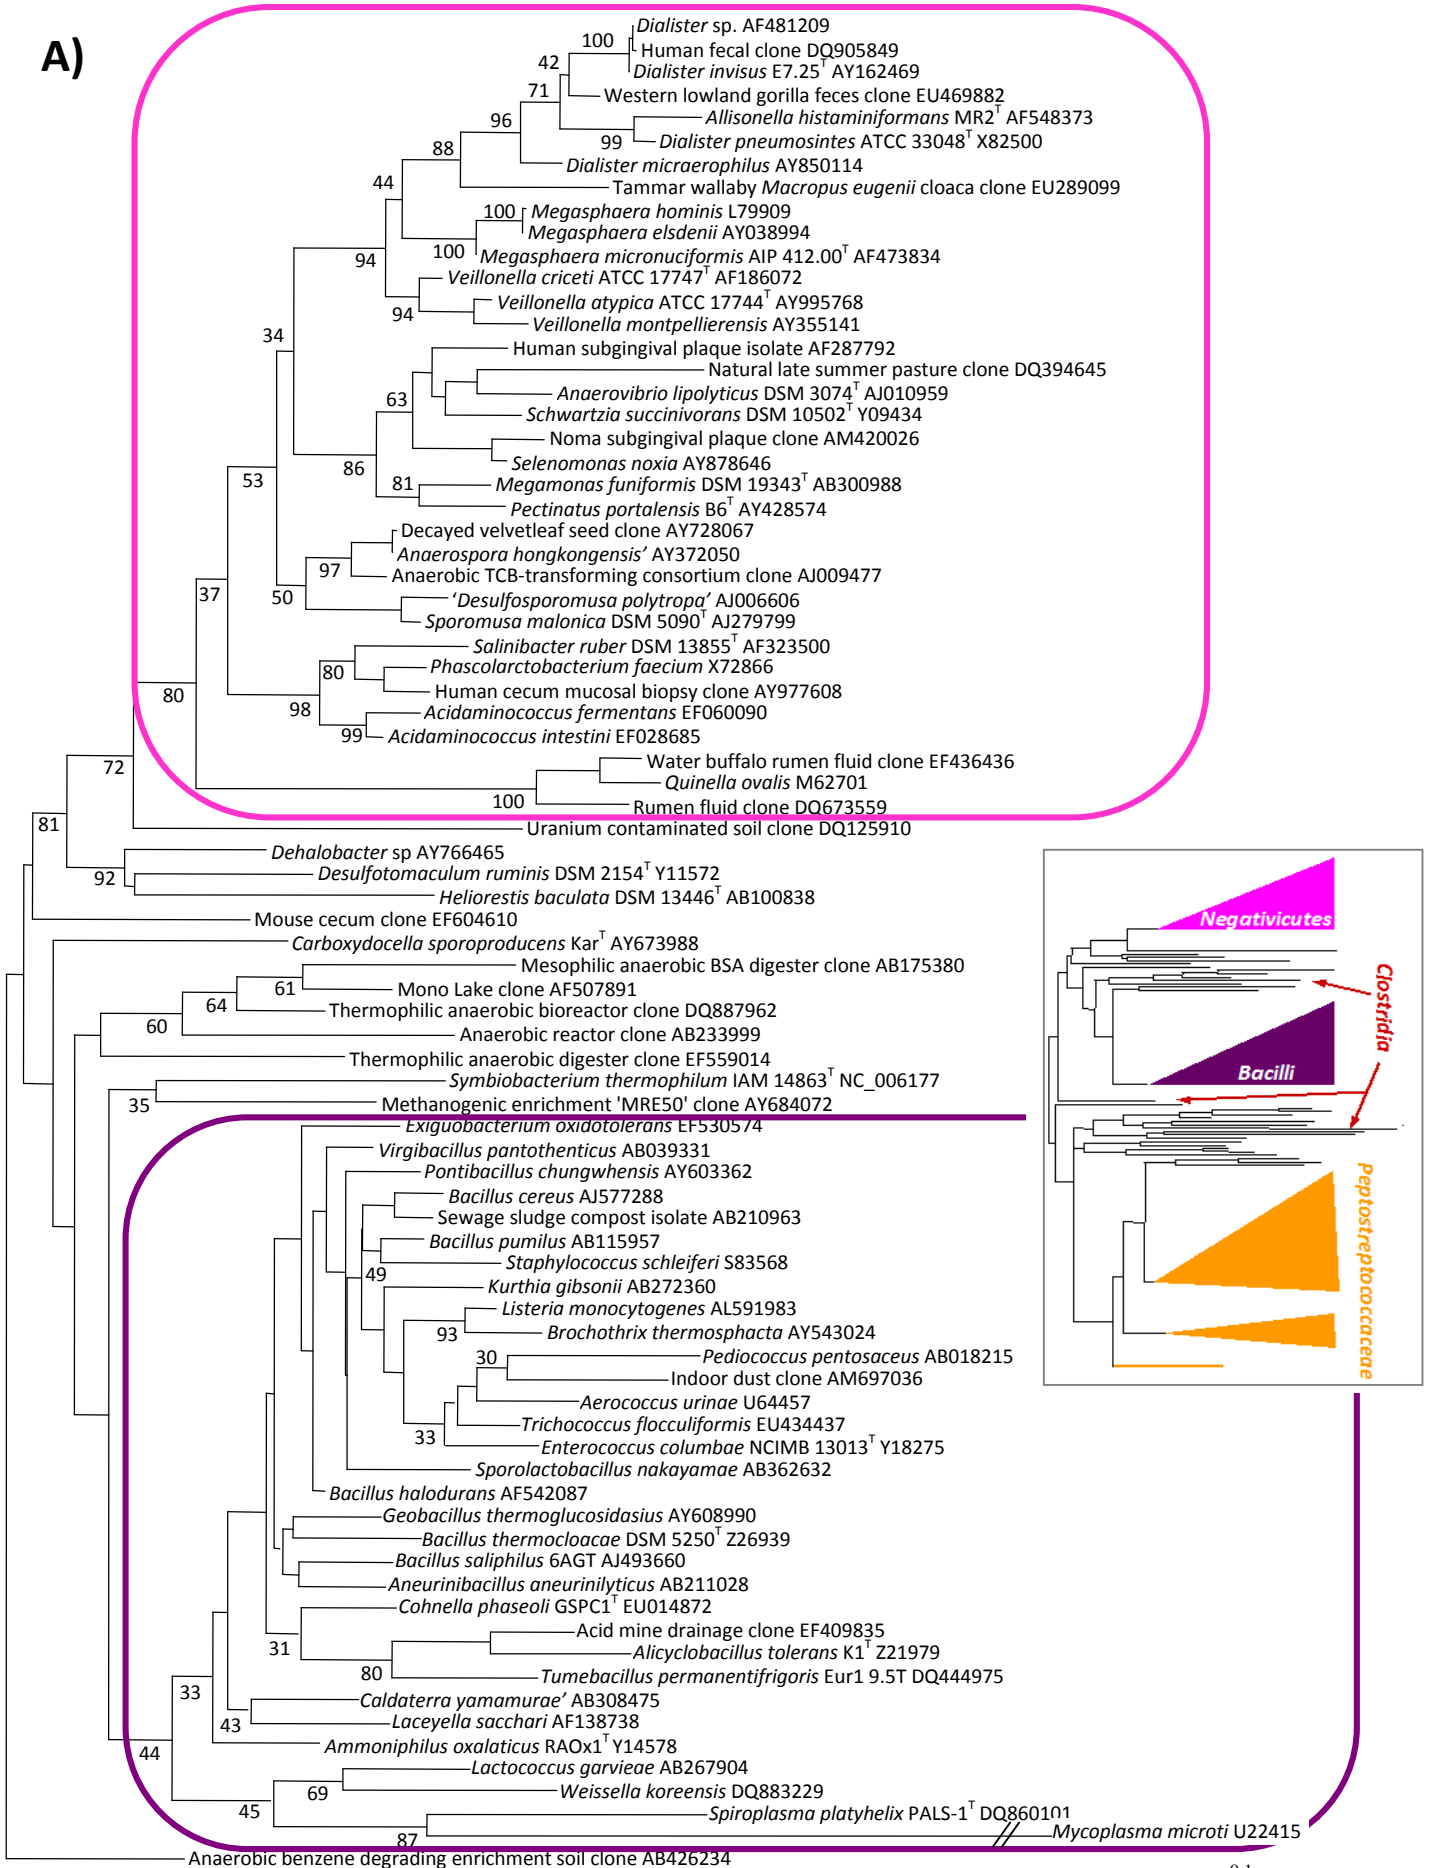 A)
Dialister sp. AF481209
100
Human fecal clone DQ905849
42
Dialister invisus E7.25T AY162469
71
Western lowland gorilla feces clone EU469882
96
Allisonella histaminiformans MR2T AF548373
99
Dialister pneumosintes ATCC 33048T X82500
88
Dialister micraerophilus AY850114
44
Tammar wallaby Macropus eugenii cloaca clone EU289099
100
Megasphaera hominis L79909
Megasphaera elsdenii AY038994
100
Megasphaera micronuciformis AIP 412.00T AF473834
94
Veillonella criceti ATCC 17747T AF186072
Veillonella atypica ATCC 17744T AY995768
94
Veillonella montpellierensis AY355141
34
Human subgingival plaque isolate AF287792
Natural late summer pasture clone DQ394645
Anaerovibrio lipolyticus DSM 3074T AJ010959
63
Schwartzia succinivorans DSM 10502T Y09434
Noma subgingival plaque clone AM420026
86
Selenomonas noxia AY878646
53
81
Megamonas funiformis DSM 19343T AB300988
Pectinatus portalensis B6T AY428574
Decayed velvetleaf seed clone AY728067
Anaerospora hongkongensis’ AY372050
97
Anaerobic TCB-transforming consortium clone AJ009477
37
50
‘Desulfosporomusa polytropa’ AJ006606
Sporomusa malonica DSM 5090T AJ279799
Salinibacter ruber DSM 13855T AF323500
80
Phascolarctobacterium faecium X72866
80
Human cecum mucosal biopsy clone AY977608
98
Acidaminococcus fermentans EF060090
99
Acidaminococcus intestini EF028685
72
Water buffalo rumen fluid clone EF436436
Quinella ovalis M62701
100
Rumen fluid clone DQ673559
81
Uranium contaminated soil clone DQ125910
Dehalobacter sp AY766465
92
Desulfotomaculum ruminis DSM 2154T Y11572
Heliorestis baculata DSM 13446T AB100838
Mouse cecum clone EF604610
Carboxydocella sporoproducens KarT AY673988
Mesophilic anaerobic BSA digester clone AB175380
61
Mono Lake clone AF507891
64
Thermophilic anaerobic bioreactor clone DQ887962
60
Anaerobic reactor clone AB233999
Thermophilic anaerobic digester clone EF559014
Symbiobacterium thermophilum IAM 14863T NC_006177
35
Methanogenic enrichment 'MRE50' clone AY684072
Exiguobacterium oxidotolerans EF530574
Virgibacillus pantothenticus AB039331
Pontibacillus chungwhensis AY603362
Bacillus cereus AJ577288
Sewage sludge compost isolate AB210963
Bacillus pumilus AB115957
Staphylococcus schleiferi S83568
49
Kurthia gibsonii AB272360
Listeria monocytogenes AL591983
93
Brochothrix thermosphacta AY543024
30
Pediococcus pentosaceus AB018215
Indoor dust clone AM697036
Aerococcus urinae U64457
Trichococcus flocculiformis EU434437
33
Enterococcus columbae NCIMB 13013T Y18275
Sporolactobacillus nakayamae AB362632
Bacillus halodurans AF542087
Geobacillus thermoglucosidasius AY608990
Bacillus thermocloacae DSM 5250T Z26939
Bacillus saliphilus 6AGT AJ493660
Aneurinibacillus aneurinilyticus AB211028
Cohnella phaseoli GSPC1T EU014872
31
Acid mine drainage clone EF409835
Alicyclobacillus tolerans K1T Z21979
80
Tumebacillus permanentifrigoris Eur1 9.5T DQ444975
33
Caldaterra yamamurae’ AB308475
43
Laceyella sacchari AF138738
44
Ammoniphilus oxalaticus RAOx1T Y14578
Lactococcus garvieae AB267904
69
Weissella koreensis DQ883229
45
Spiroplasma platyhelix PALS-1T DQ860101
87
Mycoplasma microti U22415
Anaerobic benzene degrading enrichment soil clone AB426234
Negativicutes
Clostridia
Bacilli
Peptostreptococcaceae